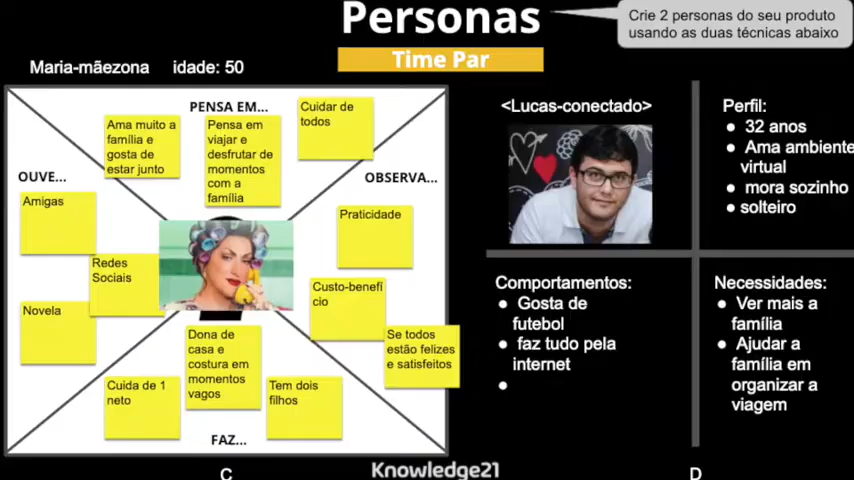 Personas
Crie 2 personas do seu produto
usando as duas técnicas abaixo
Time Par
Maria-mãezona idade: 50
PENSA EM...
Ama muito a
família e
gosta de
estar junto
Pensa em
viajar e
desfrutar de
momentos
com a
família
Cuidar de
todos
OUVE...
Amigas
Redes
Sociais
Novela
OBSERVA...
Praticidade
Custo-benefí
cio
Se todos
estão felizes
e satisfeitos
Dona de
casa e
costura em
momentos
vagos
Cuida de 1
neto
Tem dois
filhos
FAZ...
C
<Lucas-conectado>
Perfil:
● 32 anos
● Ama ambiente
virtual
● mora sozinho
● solteiro
Comportamentos:
● Gosta de
futebol
● faz tudo pela
internet
●
Necessidades:
● Ver mais a
família
● Ajudar a
família em
organizar a
viagem
Knowledge21
D